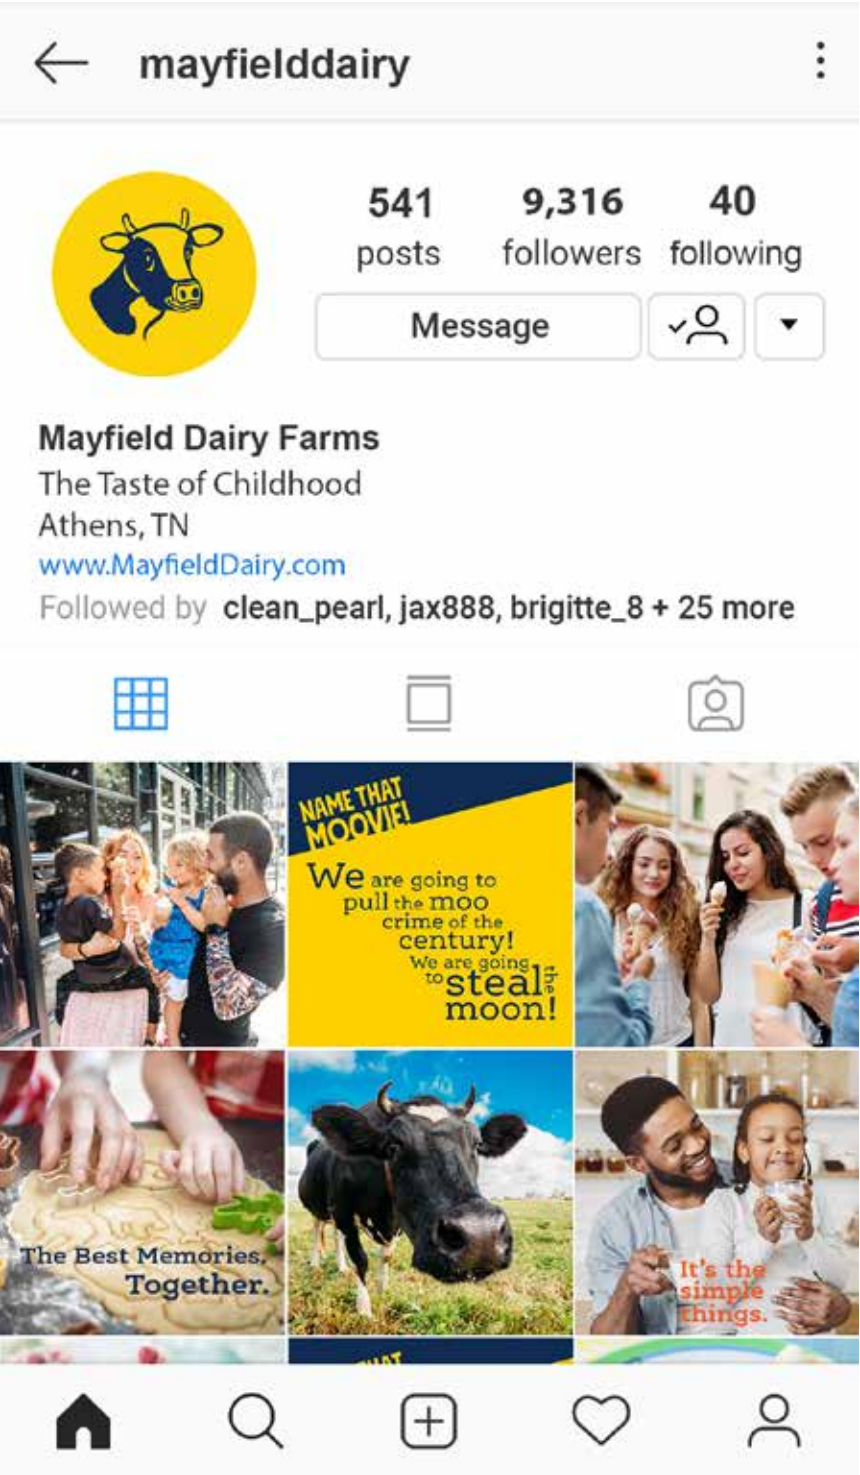 mayfielddairy
541 9,316 40
posts followers following
Message
Mayfield Dairy Farms
The Taste of Childhood
Athens, TN
www.MayfieldDairy.com
Followed by clean_pearl, jax888, brigitte_8 + 25 more
NAME THAT
MOOVIE!
We are going to
pull the moo
crime of the
century!
We are going
to steal the
moon!
The Best Memories.
Together.
It's the
simple
things.